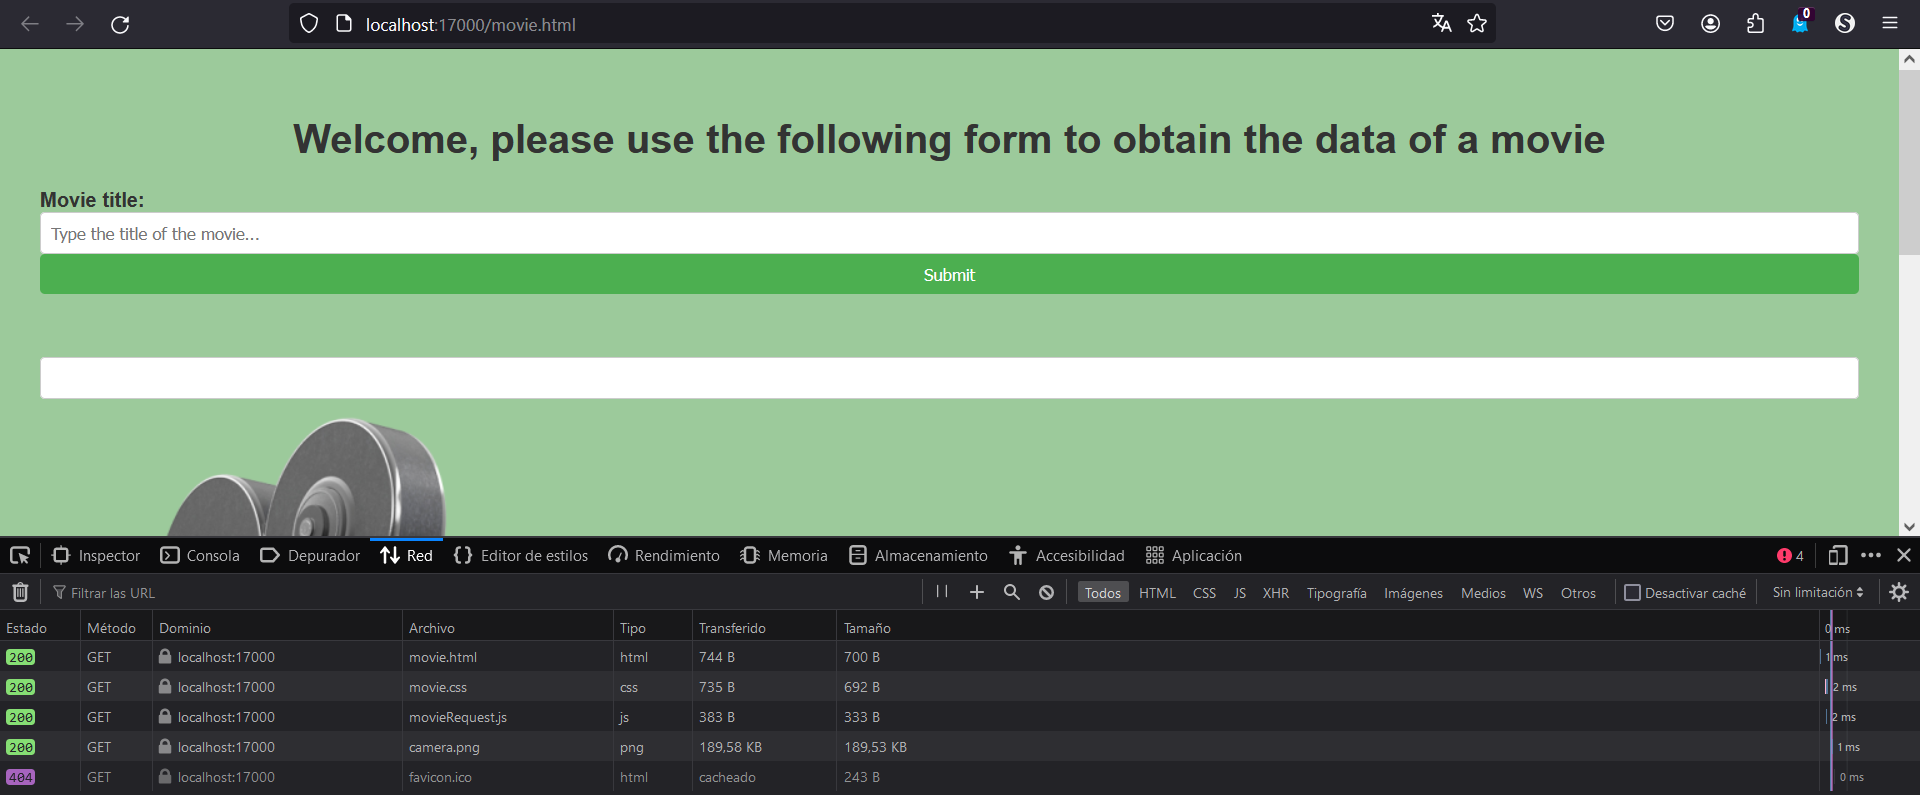 localhost:17000/movie.html
0
Welcome, please use the following form to obtain the data of a movie
Movie title:
Type the title of the movie...
Submit
Inspector Consola Depurador Red Editor de estilos Rendimiento Memoria Almacenamiento Accesibilidad Aplicación 4
Filtrar las URL Todos HTML CSS JS XHR Tipografía Imágenes Medios WS Otros Desactivar caché Sin limitación
Estado Método Dominio Archivo Tipo Transferido Tamaño 0 ms
200 GET localhost:17000 movie.html html 744 B 700 B 1 ms
200 GET localhost:17000 movie.css css 735 B 692 B 2 ms
200 GET localhost:17000 movieRequest.js js 383 B 333 B 2 ms
200 GET localhost:17000 camera.png png 189,58 KB 189,53 KB 1 ms
404 GET localhost:17000 favicon.ico html cacheado 243 B 0 ms